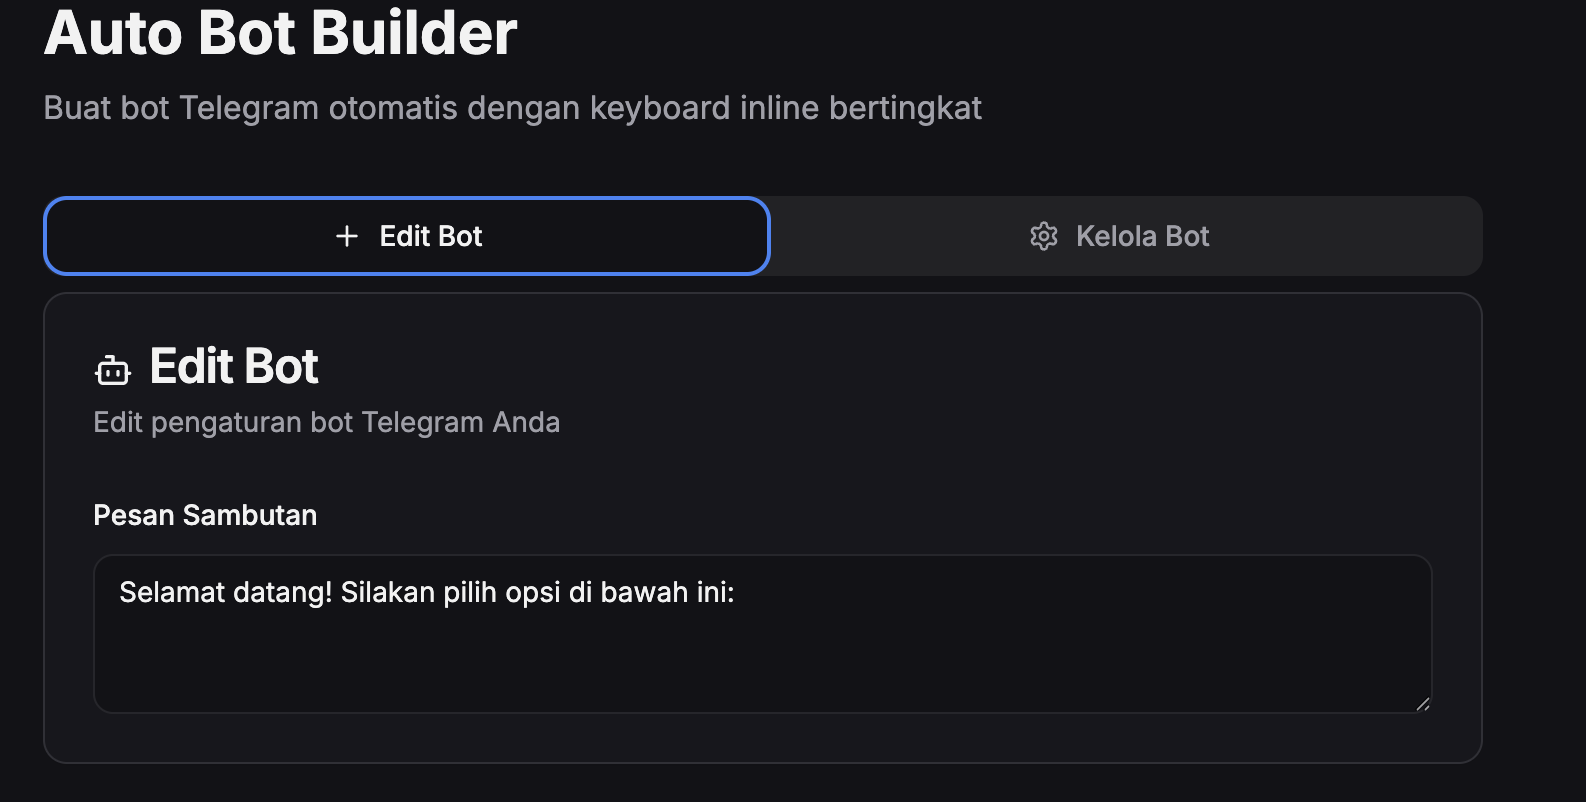 Auto Bot Builder
Buat bot Telegram otomatis dengan keyboard inline bertingkat
Edit Bot
Kelola Bot
Edit Bot
Edit pengaturan bot Telegram Anda
Pesan Sambutan
Selamat datang! Silakan pilih opsi di bawah ini: